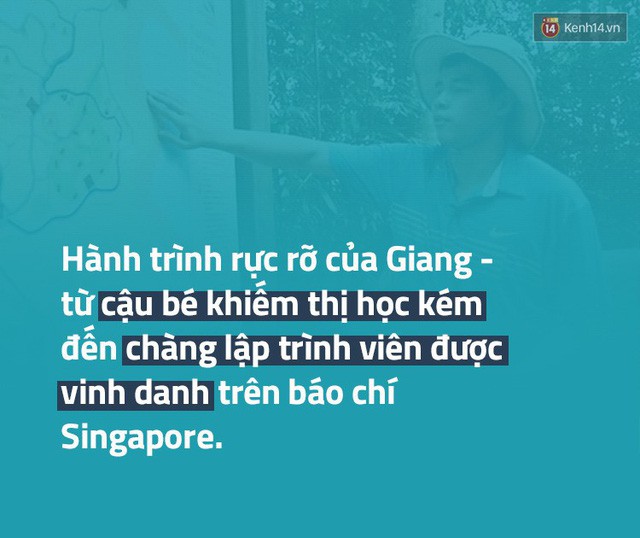 14 Kenh14.vn
Hành trình rực rỡ của Giang -
từ cậu bé khiếm thị học kém
đến chàng lập trình viên được
vinh danh trên báo chí
Singapore.